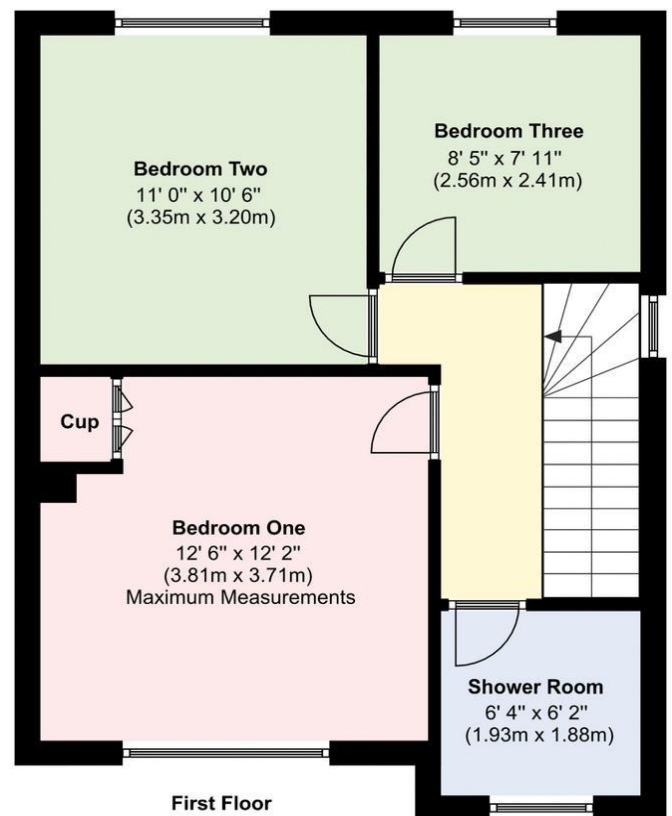 Bedroom Two
11' 0" x 10' 6"
(3.35m x 3.20m)
Bedroom Three
8' 5" x 7' 11"
(2.56m x 2.41m)
Cup
Bedroom One
12' 6" x 12' 2"
(3.81m x 3.71m)
Maximum Measurements
Shower Room
6' 4" x 6' 2"
(1.93m x 1.88m)
First Floor